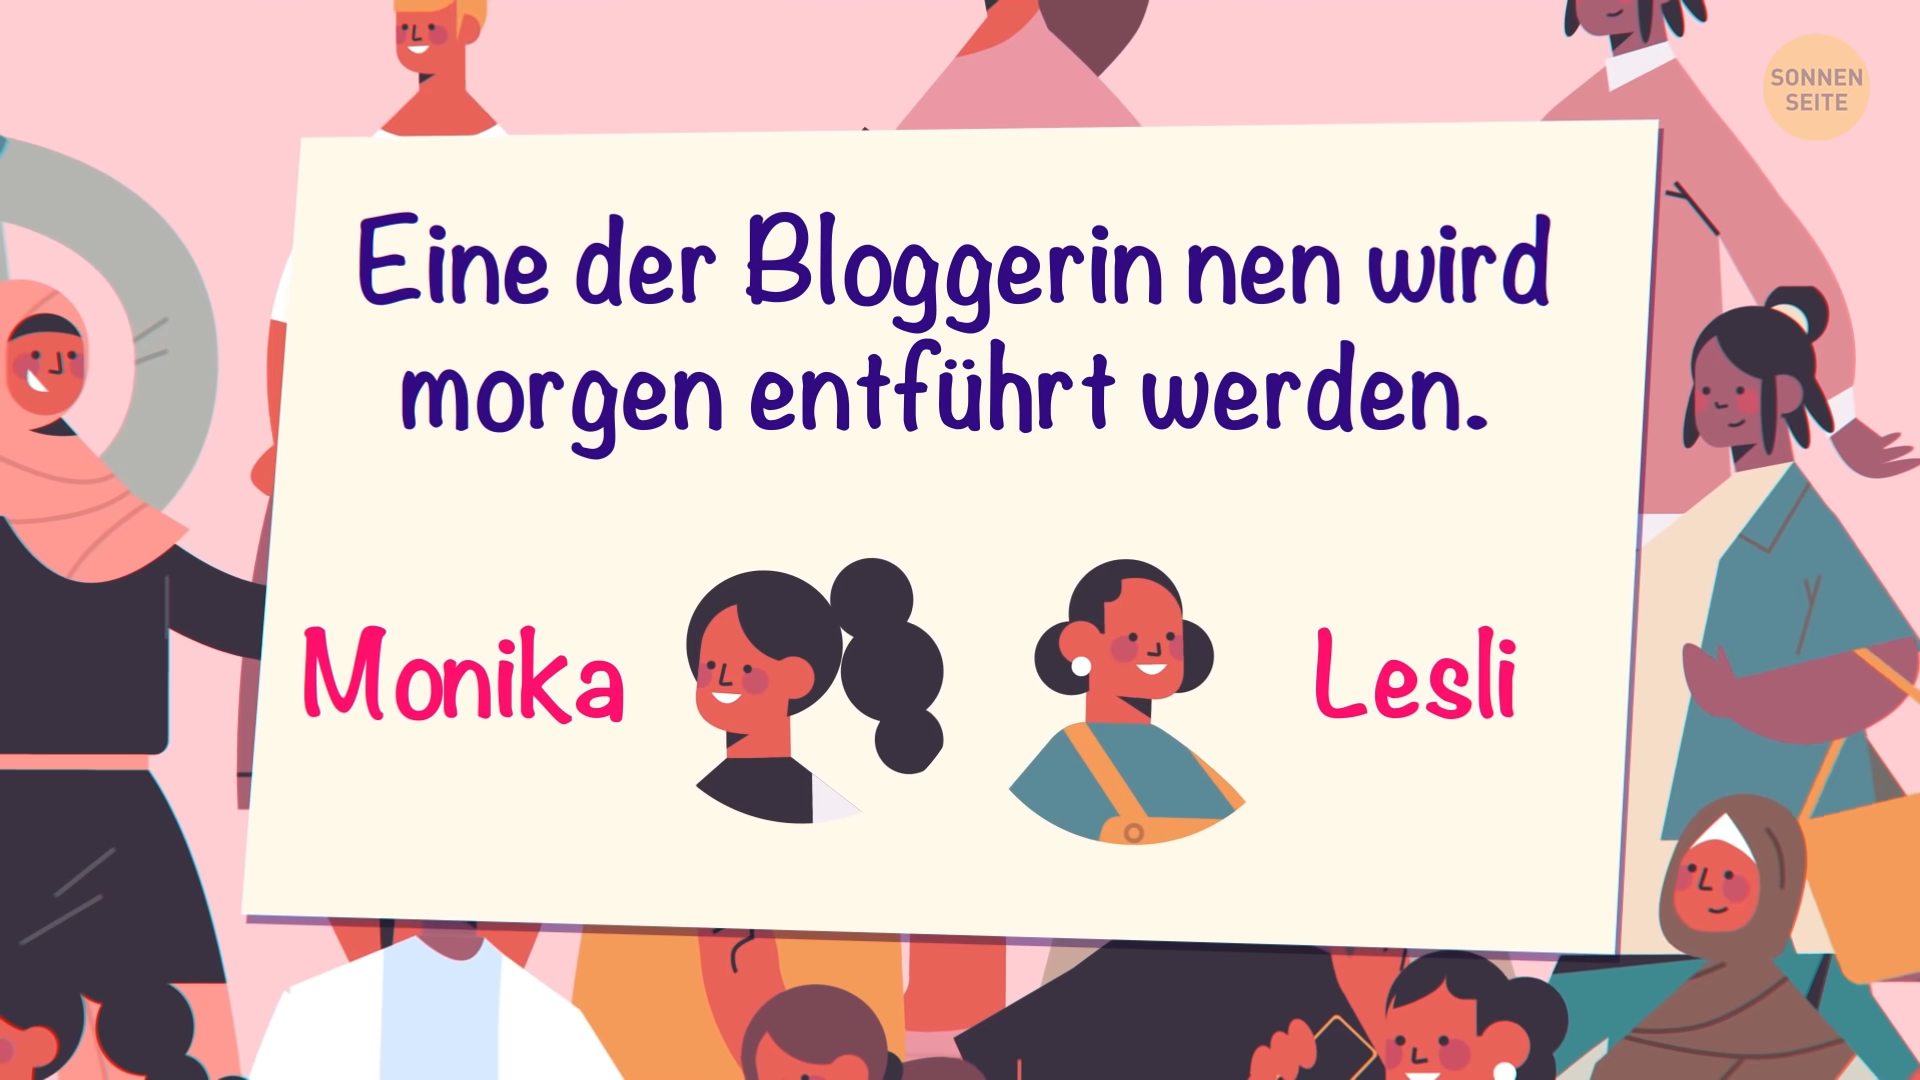 SONNEN
SEITE
Eine der Bloggerin nen wird
morgen entführt werden.
Monika
Lesli